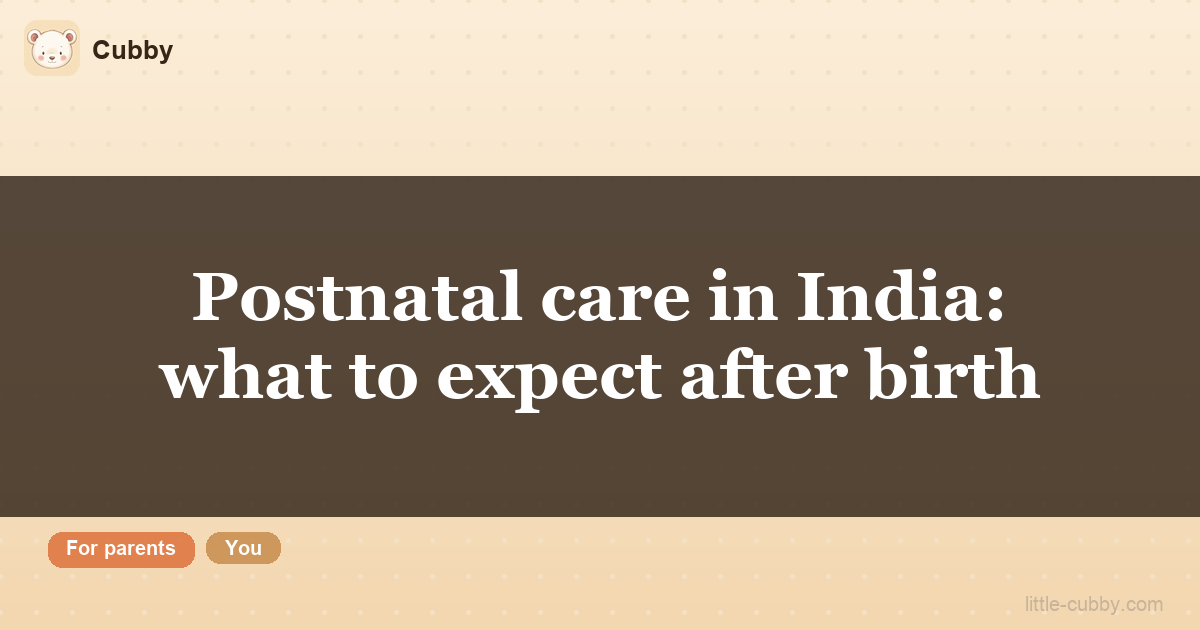 Cubby
Postnatal care in India:
what to expect after birth
For parents
You
little-cubby.com